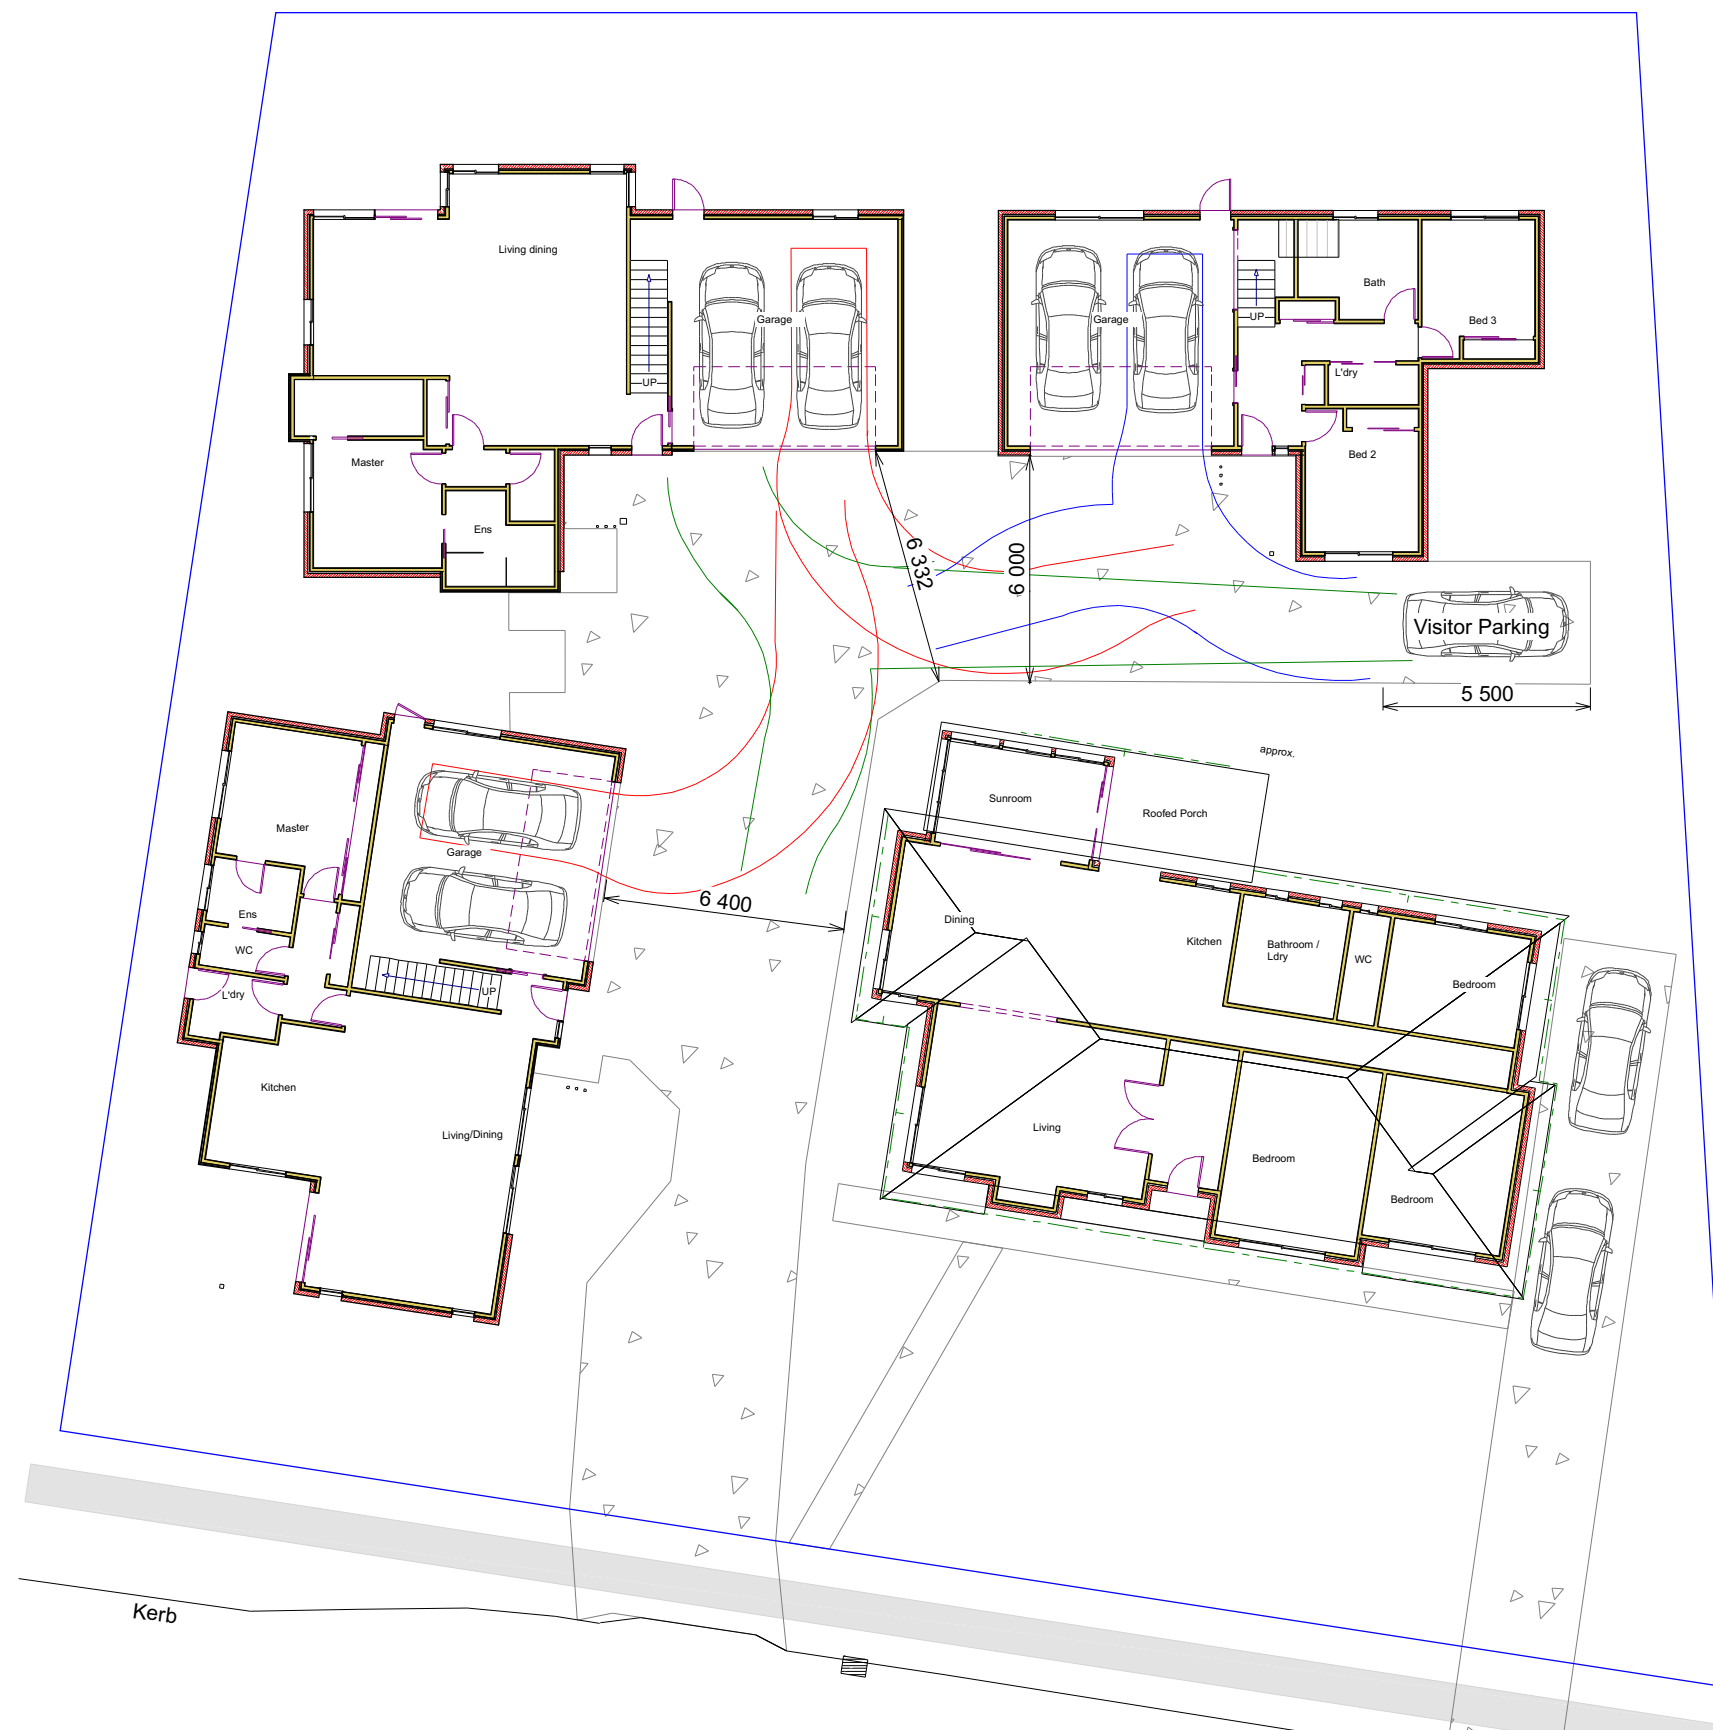 Living dining
Garage
UP
Master
Ens
Garage
UP
Bath
Bed 3
L'dry
Bed 2
6 332
6 000
Visitor Parking
5 500
approx.
Master
Garage
Ens
WC
L'dry
UP
Kitchen
Living/Dining
6 400
Sunroom
Roofed Porch
Dining
Kitchen
Bathroom /
Ldry
WC
Bedroom
Living
Bedroom
Bedroom
Kerb